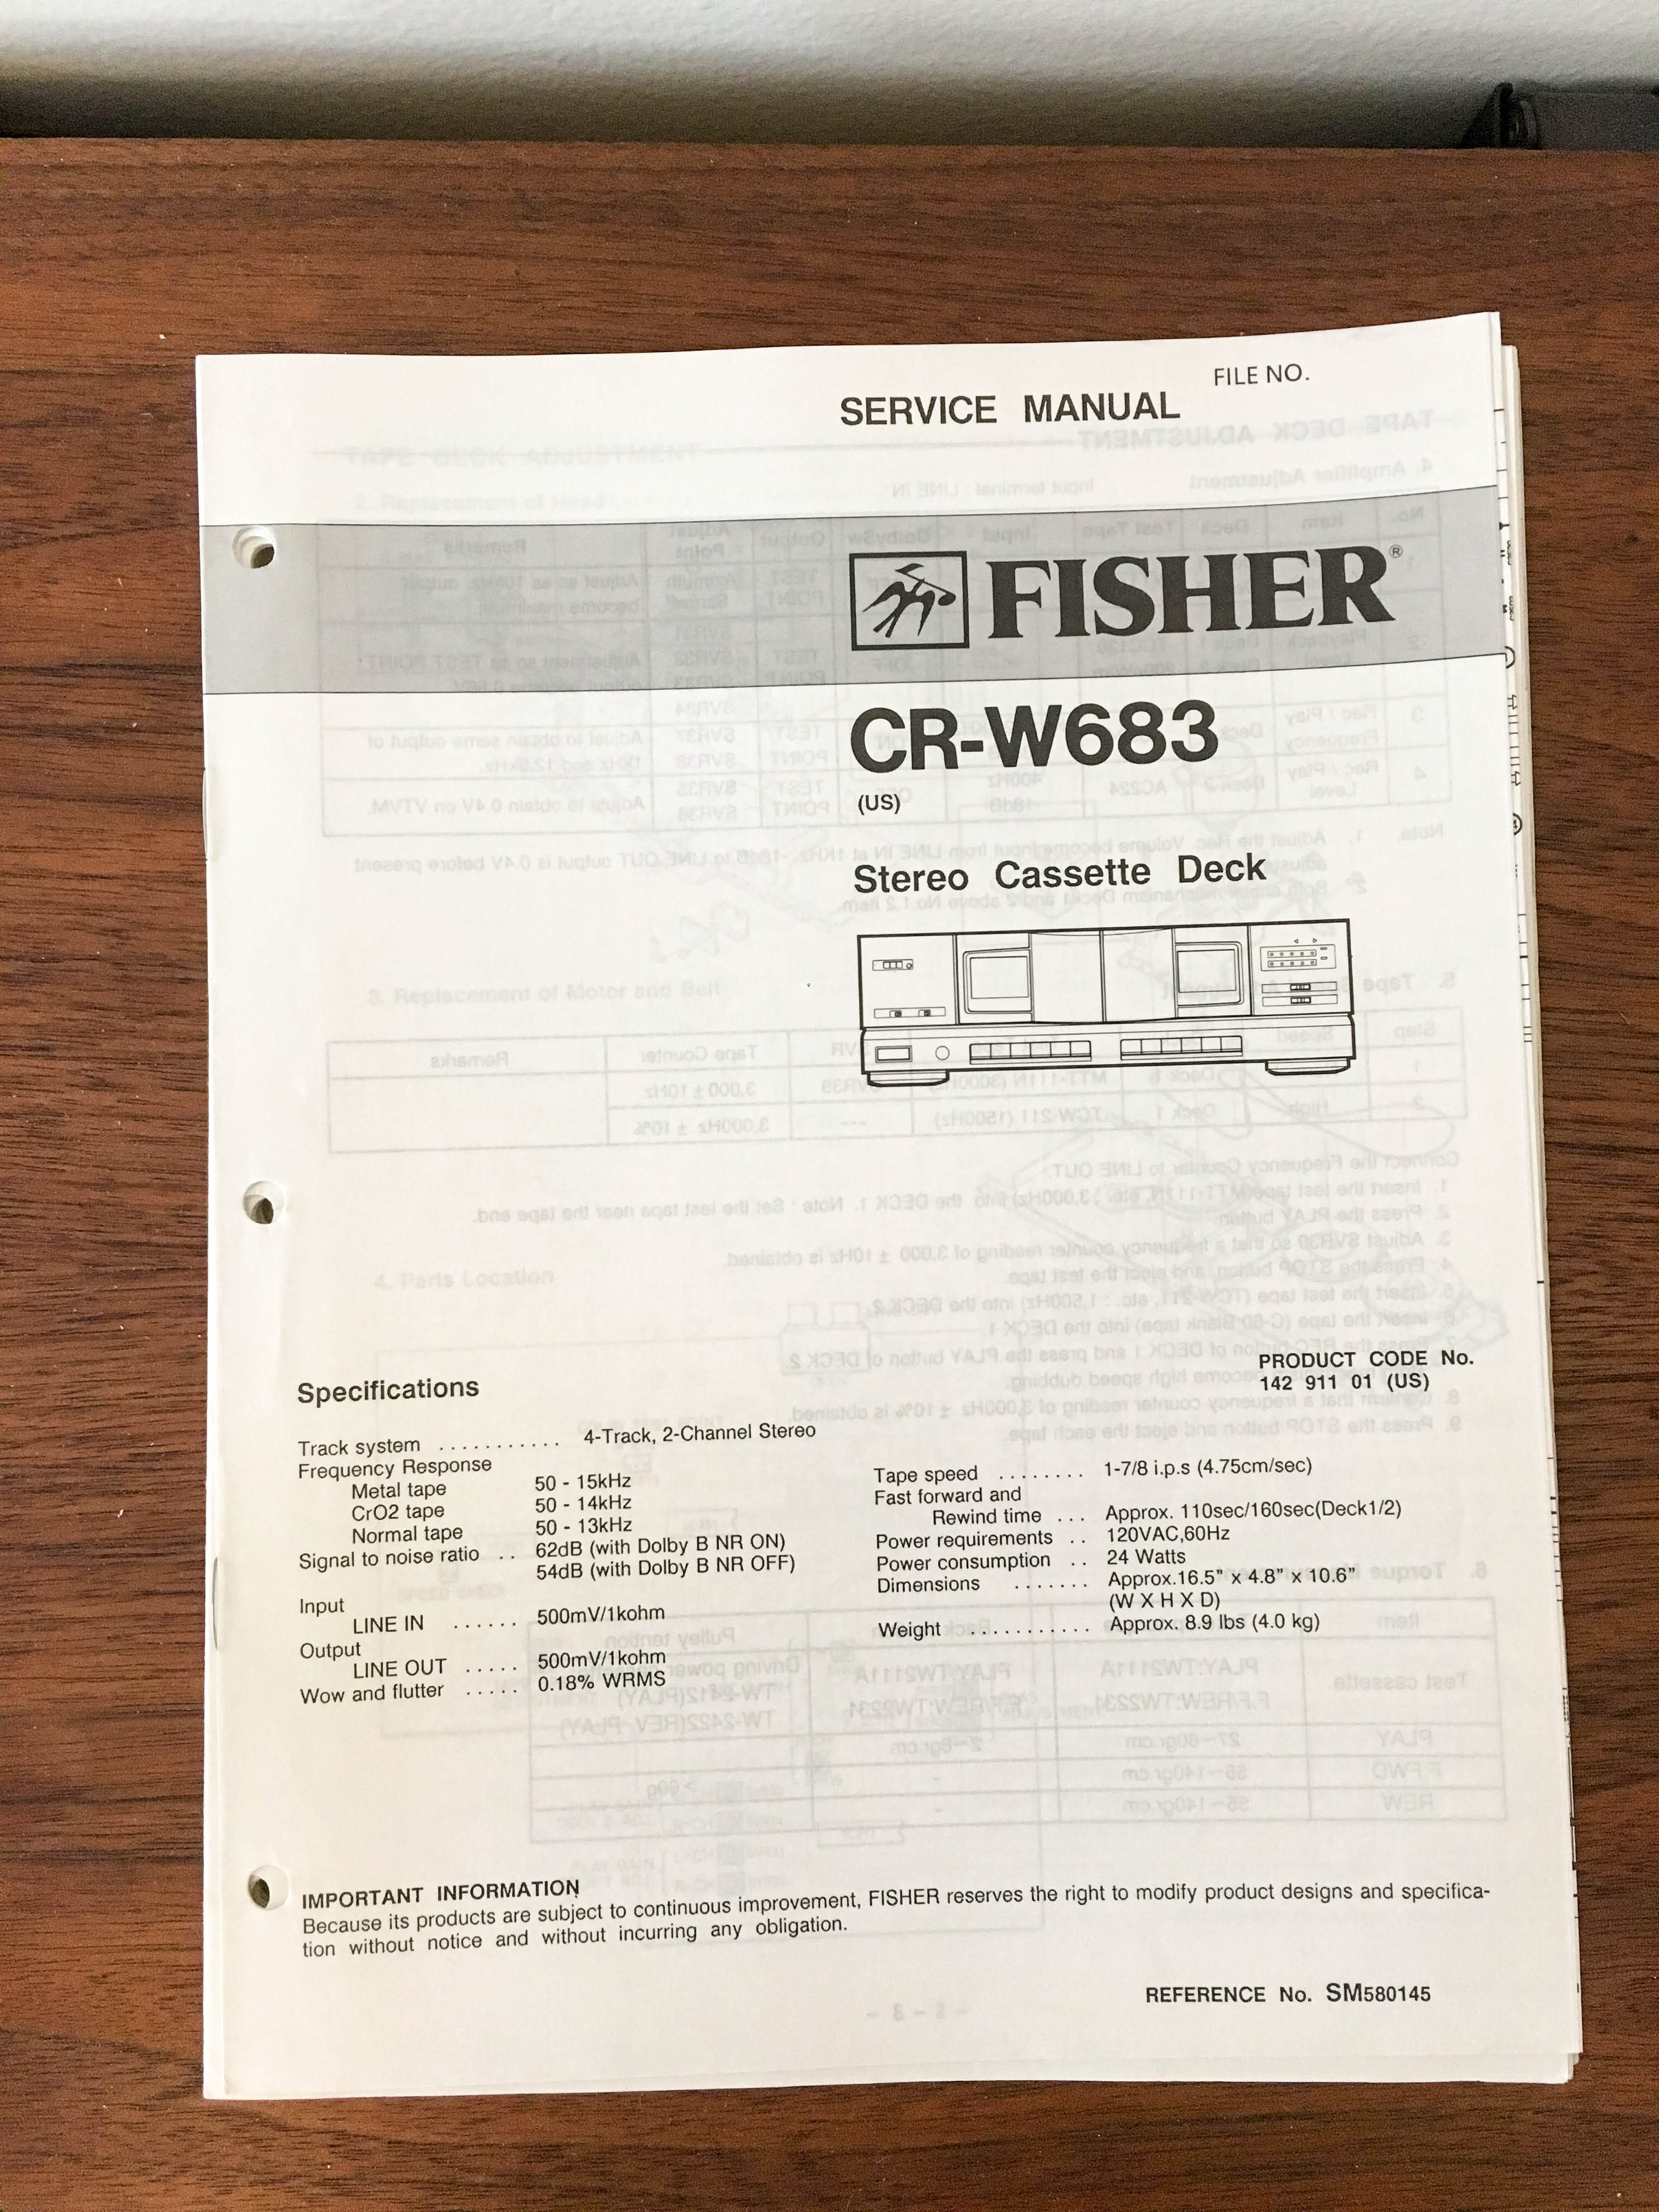 FILE NO.
SERVICE MANUAL
FISHER®
CR-W683
(US)
Stereo Cassette Deck
PRODUCT CODE No.
142 911 01 (US)
Specifications
Track system ........... 4-Track, 2-Channel Stereo
Frequency Response
Metal tape 50 - 15kHz
CrO2 tape 50 - 14kHz
Normal tape 50 - 13kHz
Signal to noise ratio .. 62dB (with Dolby B NR ON)
54dB (with Dolby B NR OFF)
Input
LINE IN ...... 500mV/1kohm
Output
LINE OUT ..... 500mV/1kohm
Wow and flutter ..... 0.18% WRMS
Tape speed ........ 1-7/8 i.p.s (4.75cm/sec)
Fast forward and
Rewind time ... Approx. 110sec/160sec(Deck1/2)
Power requirements .. 120VAC,60Hz
Power consumption .. 24 Watts
Dimensions ....... Approx.16.5" x 4.8" x 10.6"
(W X H X D)
Weight ........... Approx. 8.9 lbs (4.0 kg)
IMPORTANT INFORMATION
Because its products are subject to continuous improvement, FISHER reserves the right to modify product designs and specifica-
tion without notice and without incurring any obligation.
REFERENCE No. SM580145